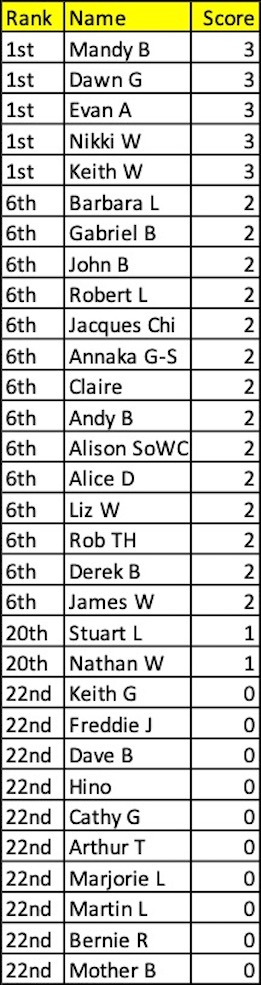 Rank Name Score
1st Mandy B 3
1st Dawn G 3
1st Evan A 3
1st Nikki W 3
1st Keith W 3
6th Barbara L 2
6th Gabriel B 2
6th John B 2
6th Robert L 2
6th Jacques Chi 2
6th Annaka G-S 2
6th Claire 2
6th Andy B 2
6th Alison SoWC 2
6th Alice D 2
6th Liz W 2
6th Rob TH 2
6th Derek B 2
6th James W 2
20th Stuart L 1
20th Nathan W 1
22nd Keith G 0
22nd Freddie J 0
22nd Dave B 0
22nd Hino 0
22nd Cathy G 0
22nd Arthur T 0
22nd Marjorie L 0
22nd Martin L 0
22nd Bernie R 0
22nd Mother B 0